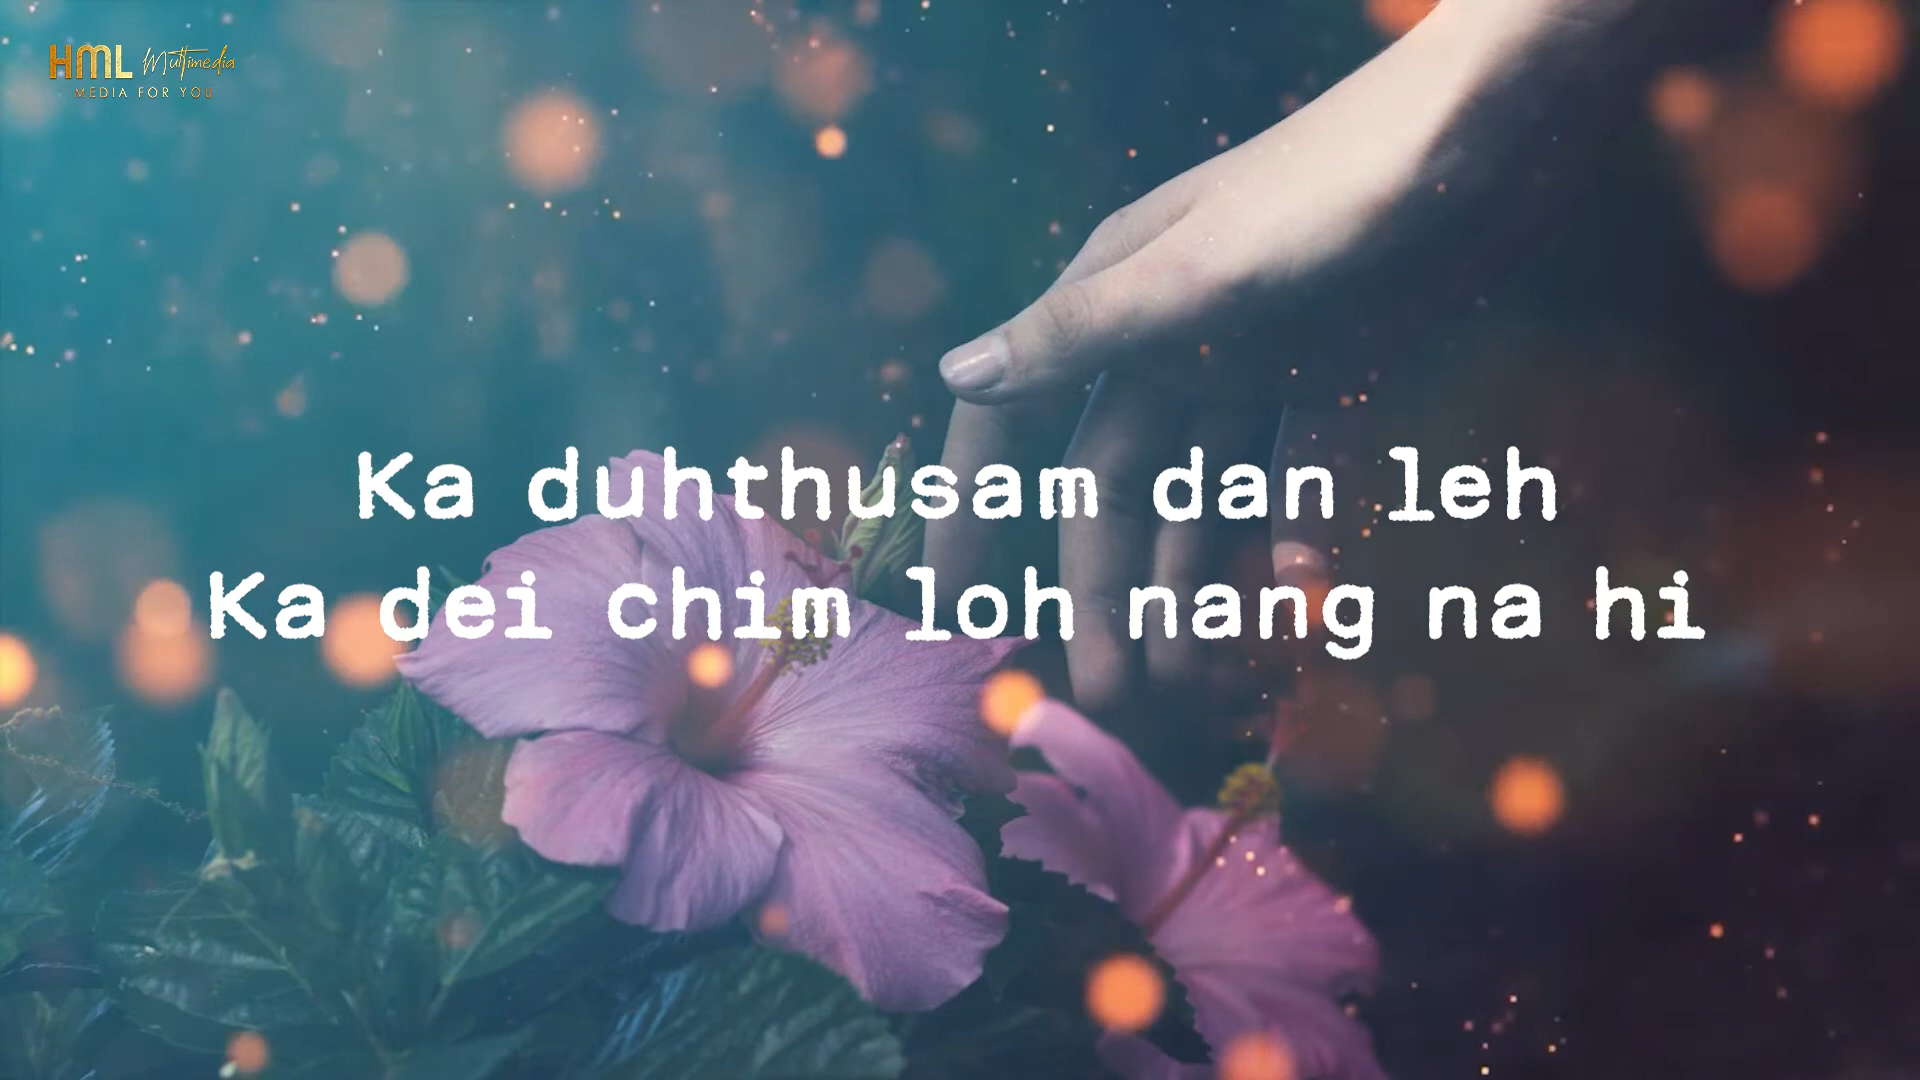 HML Multimedia
MEDIA FOR YOU
Ka duhthusam dan leh
Ka dei chim loh nang na hi